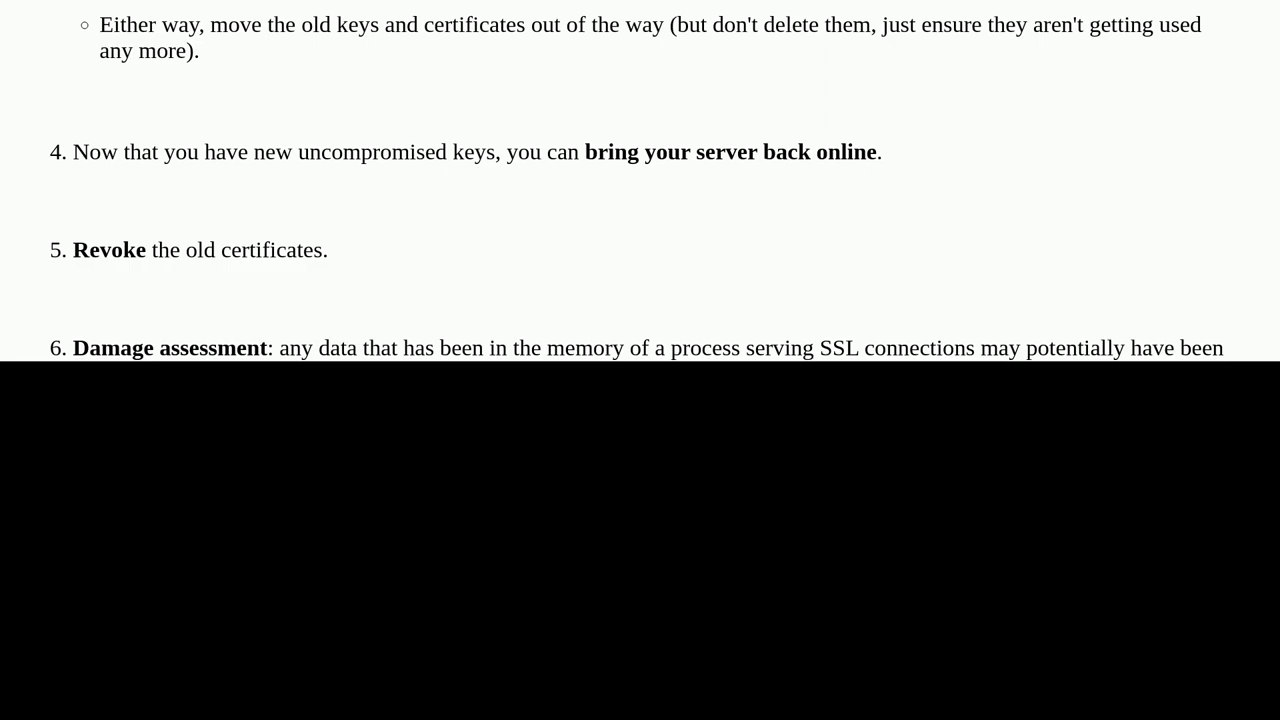 ◦ Either way, move the old keys and certificates out of the way (but don't delete them, just ensure they aren't getting used
any more).
4. Now that you have new uncompromised keys, you can bring your server back online.
5. Revoke the old certificates.
6. Damage assessment: any data that has been in the memory of a process serving SSL connections may potentially have been